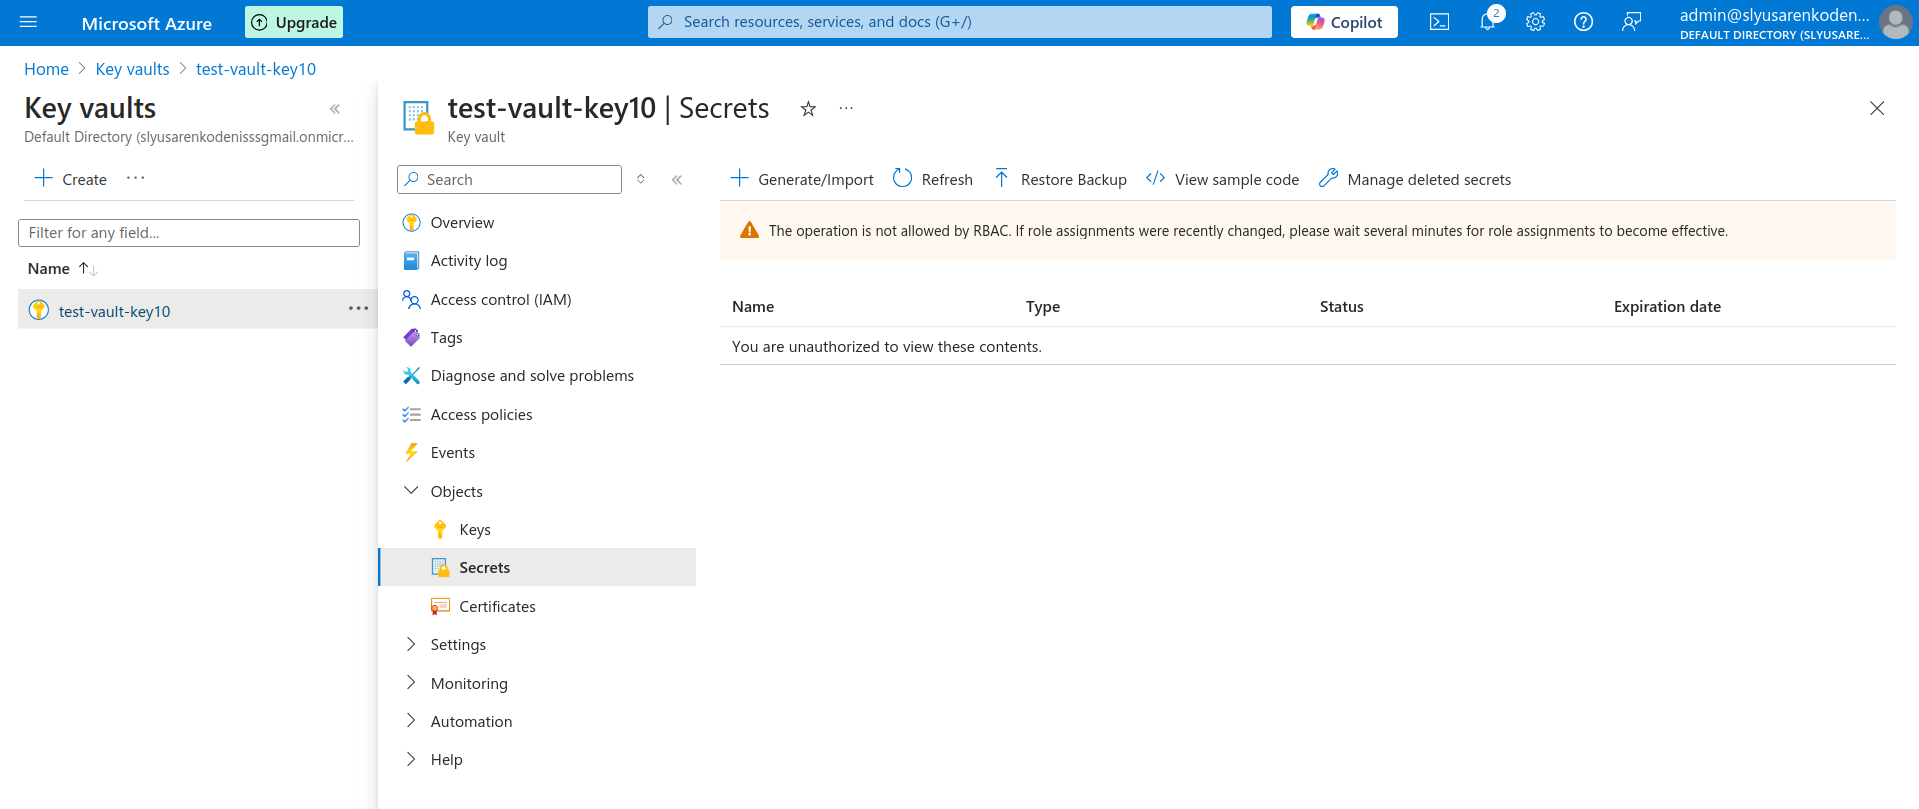 Microsoft Azure
Upgrade
Search resources, services, and docs (G+/)
Copilot
2
admin@slyusarenkoden...
DEFAULT DIRECTORY (SLYUSARE...
Home > Key vaults > test-vault-key10
Key vaults
Default Directory (slyusarenkodenisssgmail.onmicr...
Create
Filter for any field...
Name
test-vault-key10
test-vault-key10 | Secrets
Key vault
Search
Overview
Activity log
Access control (IAM)
Tags
Diagnose and solve problems
Access policies
Events
Objects
Keys
Secrets
Certificates
Settings
Monitoring
Automation
Help
Generate/Import Refresh Restore Backup View sample code Manage deleted secrets
The operation is not allowed by RBAC. If role assignments were recently changed, please wait several minutes for role assignments to become effective.
Name Type Status Expiration date
You are unauthorized to view these contents.